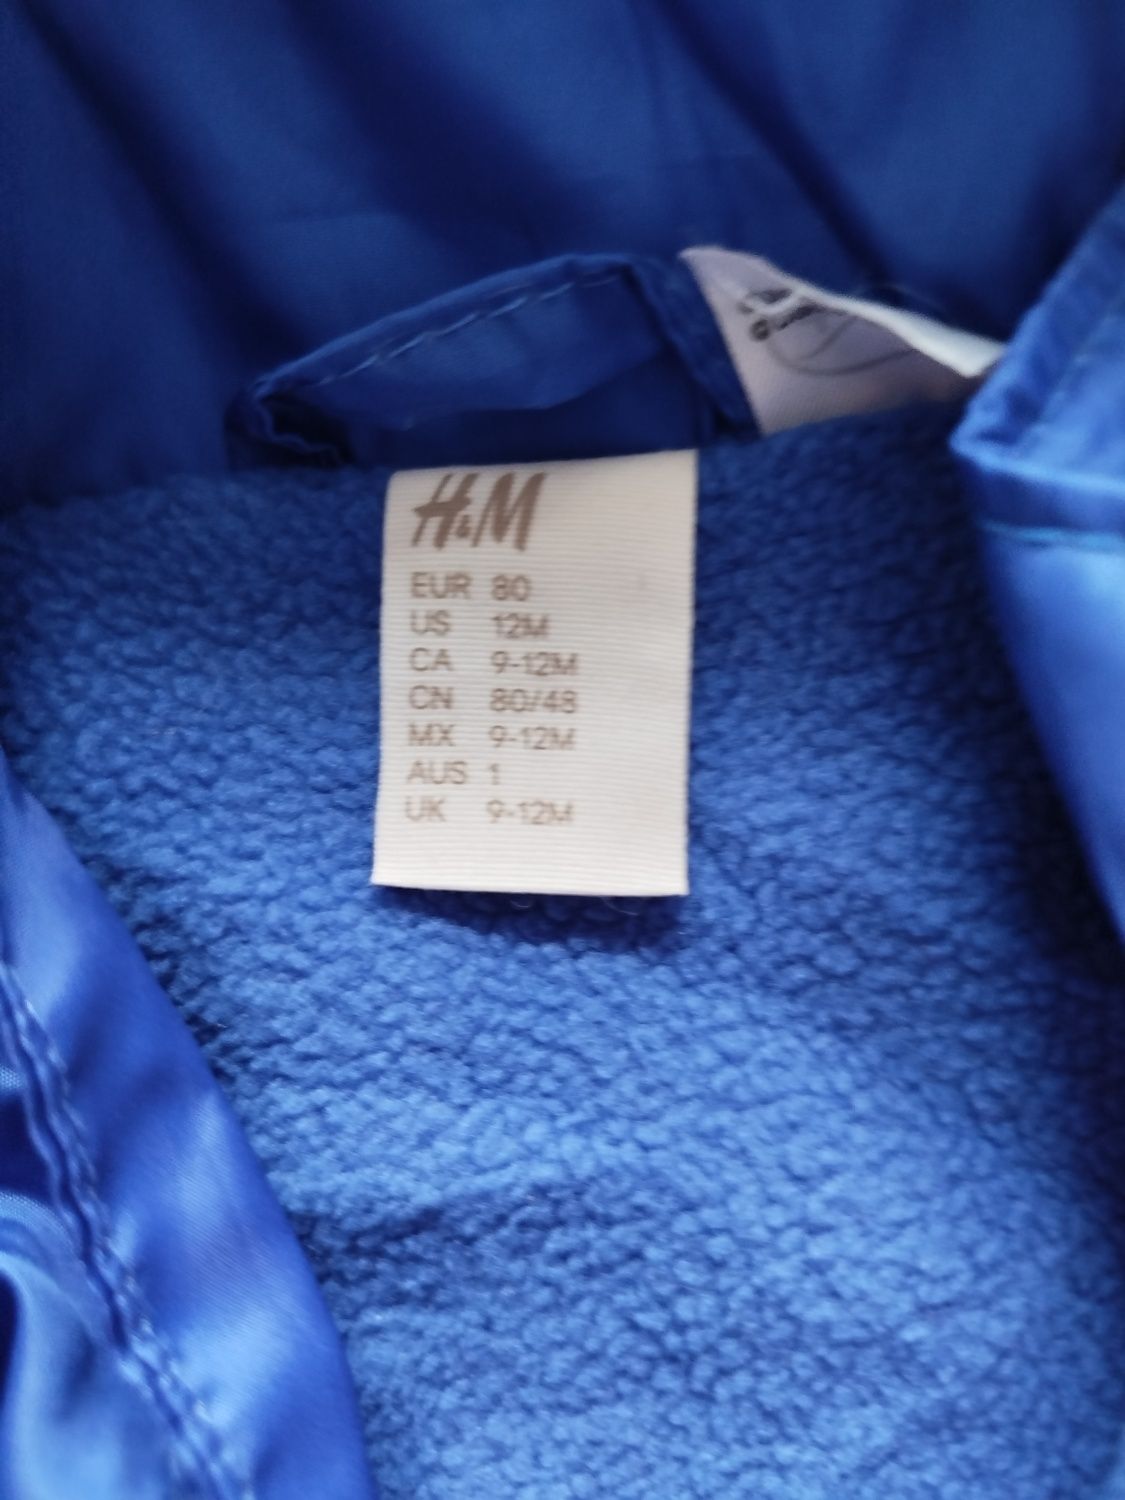 H&M
EUR 80
US 12M
CA 9-12M
CN 80/48
MX 9-12M
AUS 1
UK 9-12M